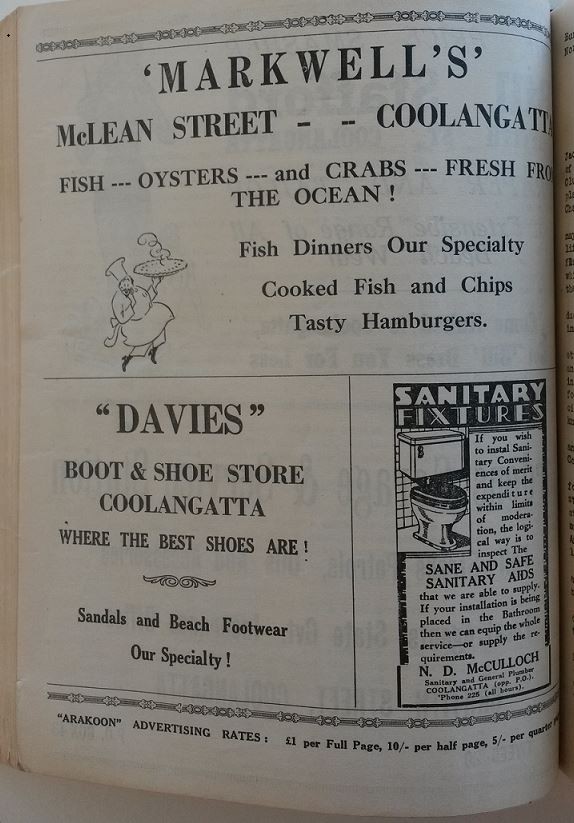 'MARKWELL'S'
McLEAN STREET - -- COOLANGATTA
FISH --- OYSTERS --- and CRABS --- FRESH FRO
THE OCEAN !
Fish Dinners Our Specialty
Cooked Fish and Chips
Tasty Hamburgers.
"DAVIES"
BOOT & SHOE STORE
COOLANGATTA
WHERE THE BEST SHOES ARE !
Sandals and Beach Footwear
Our Specialty !
SANITARY
FIXTURES
If you wish
to instal Sani-
tary Conveni-
ences of merit
and keep the
expenditure
within limits
of modera-
tion, the logi-
cal way is to
inspect The
SANE AND SAFE
SANITARY AIDS
that we are able to supply.
If your installation is being
placed in the Bathroom
then we can equip the whole
service—or supply the re-
quirements.
N. D. McCULLOCH
Sanitary and General Plumber
COOLANGATTA (opp. P.O.).
'Phone 225 (all hours).
"ARAKOON" ADVERTISING RATES : £1 per Full Page, 10/- per half page, 5/- per quarter